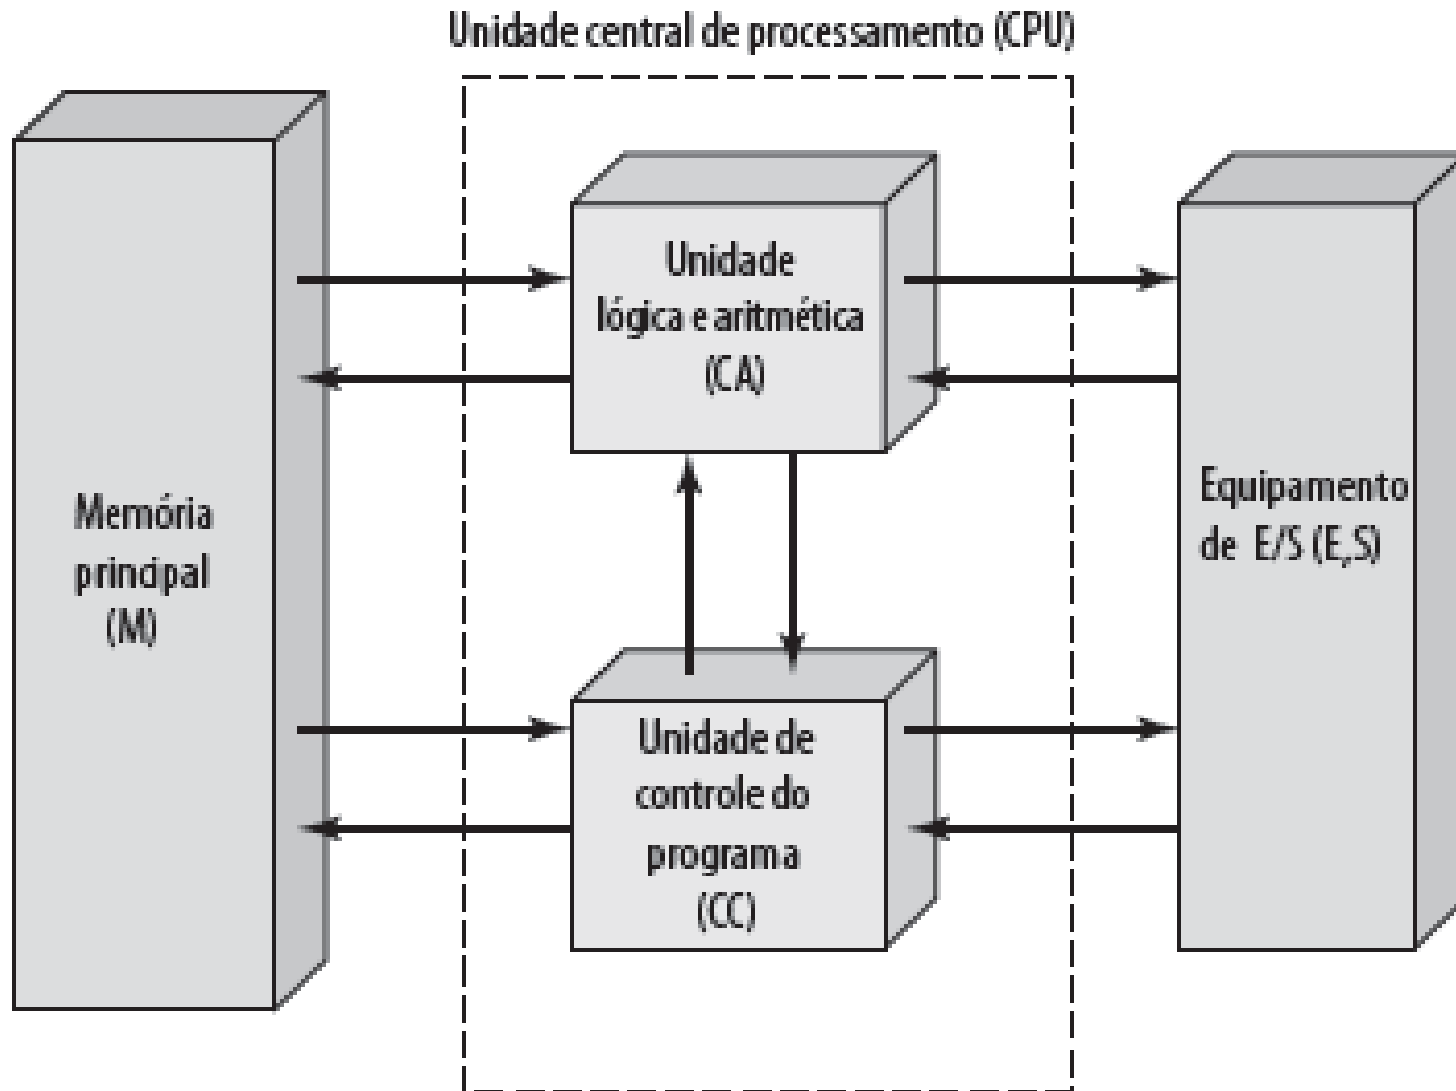 Unidade central de processamento (CPU)
Memória
principal
(M)
Unidade
lógica e aritmética
(CA)
Unidade de
controle do
programa
(CC)
Equipamento
de E/S (E,S)